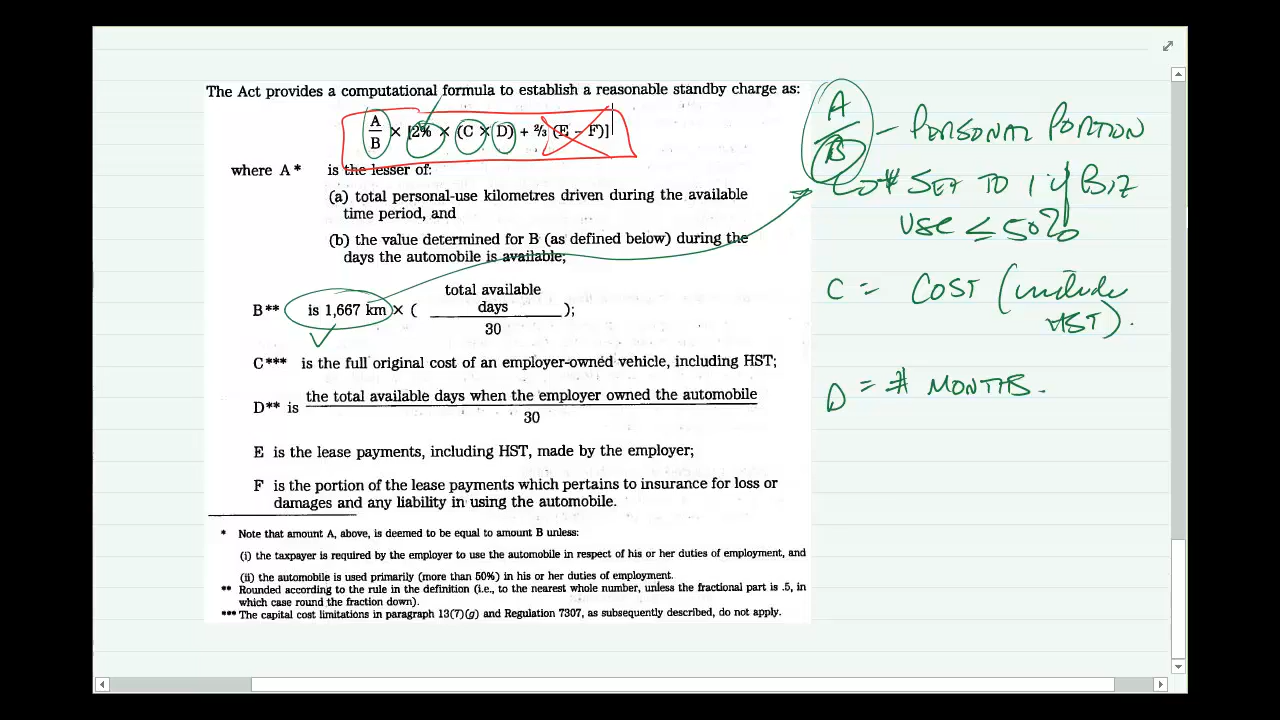 The Act provides a computational formula to establish a reasonable standby charge as:
A/B × [2% × (C × D) + ⅔ (E − F)]
where A* is the lesser of:
(a) total personal-use kilometres driven during the available
time period, and
(b) the value determined for B (as defined below) during the
days the automobile is available;
total available
B** is 1,667 km × ( days );
30
C*** is the full original cost of an employer-owned vehicle, including HST;
the total available days when the employer owned the automobile
D** is
30
E is the lease payments, including HST, made by the employer;
F is the portion of the lease payments which pertains to insurance for loss or
damages and any liability in using the automobile.
* Note that amount A, above, is deemed to be equal to amount B unless:
(i) the taxpayer is required by the employer to use the automobile in respect of his or her duties of employment, and
(ii) the automobile is used primarily (more than 50%) in his or her duties of employment.
** Rounded according to the rule in the definition (i.e., to the nearest whole number, unless the fractional part is .5, in
which case round the fraction down).
*** The capital cost limitations in paragraph 13(7)(g) and Regulation 7307, as subsequently described, do not apply.
A/B – PERSONAL PORTION
SET TO 1 if BIZ
USE ≤ 50%
C = COST (include
HST).
D = # MONTHS.